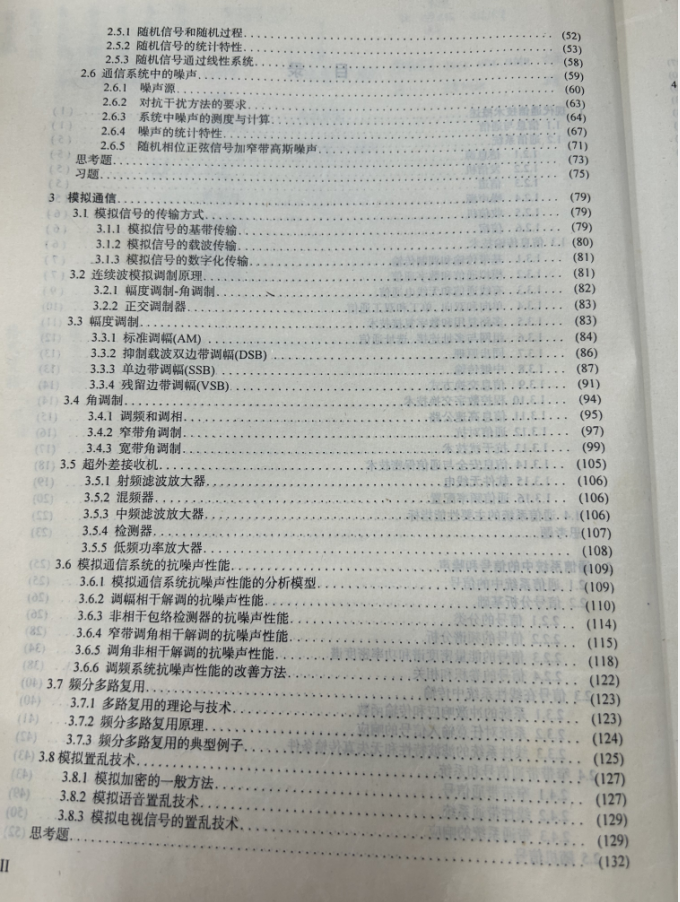 2.5.1 随机信号和随机过程 (52)
2.5.2 随机信号的统计特性 (53)
2.5.3 随机信号通过线性系统 (58)
2.6 通信系统中的噪声 (59)
2.6.1 噪声源 (60)
2.6.2 对抗干扰方法的要求 (63)
2.6.3 系统中噪声的测度与计算 (64)
2.6.4 噪声的统计特性 (67)
2.6.5 随机相位正弦信号加窄带高斯噪声 (71)
思考题 (73)
习题 (75)
3 模拟通信 (79)
3.1 模拟信号的传输方式 (79)
3.1.1 模拟信号的基带传输 (79)
3.1.2 模拟信号的载波传输 (80)
3.1.3 模拟信号的数字化传输 (81)
3.2 连续波模拟调制原理 (81)
3.2.1 幅度调制-角调制 (82)
3.2.2 正交调制器 (83)
3.3 幅度调制 (83)
3.3.1 标准调幅(AM) (84)
3.3.2 抑制载波双边带调幅(DSB) (86)
3.3.3 单边带调幅(SSB) (87)
3.3.4 残留边带调幅(VSB) (91)
3.4 角调制 (94)
3.4.1 调频和调相 (95)
3.4.2 窄带角调制 (97)
3.4.3 宽带角调制 (99)
3.5 超外差接收机 (105)
3.5.1 射频滤波放大器 (106)
3.5.2 混频器 (106)
3.5.3 中频滤波放大器 (106)
3.5.4 检测器 (107)
3.5.5 低频功率放大器 (108)
3.6 模拟通信系统的抗噪声性能 (109)
3.6.1 模拟通信系统抗噪声性能的分析模型 (109)
3.6.2 调幅相干解调的抗噪声性能 (110)
3.6.3 非相干包络检测器的抗噪声性能 (114)
3.6.4 窄带调角相干解调的抗噪声性能 (115)
3.6.5 调角非相干解调的抗噪声性能 (118)
3.6.6 调频系统抗噪声性能的改善方法 (122)
3.7 频分多路复用 (123)
3.7.1 多路复用的理论与技术 (123)
3.7.2 频分多路复用原理 (124)
3.7.3 频分多路复用的典型例子 (125)
3.8 模拟置乱技术 (127)
3.8.1 模拟加密的一般方法 (127)
3.8.2 模拟语音置乱技术 (129)
3.8.3 模拟电视信号的置乱技术 (129)
思考题 (132)
II